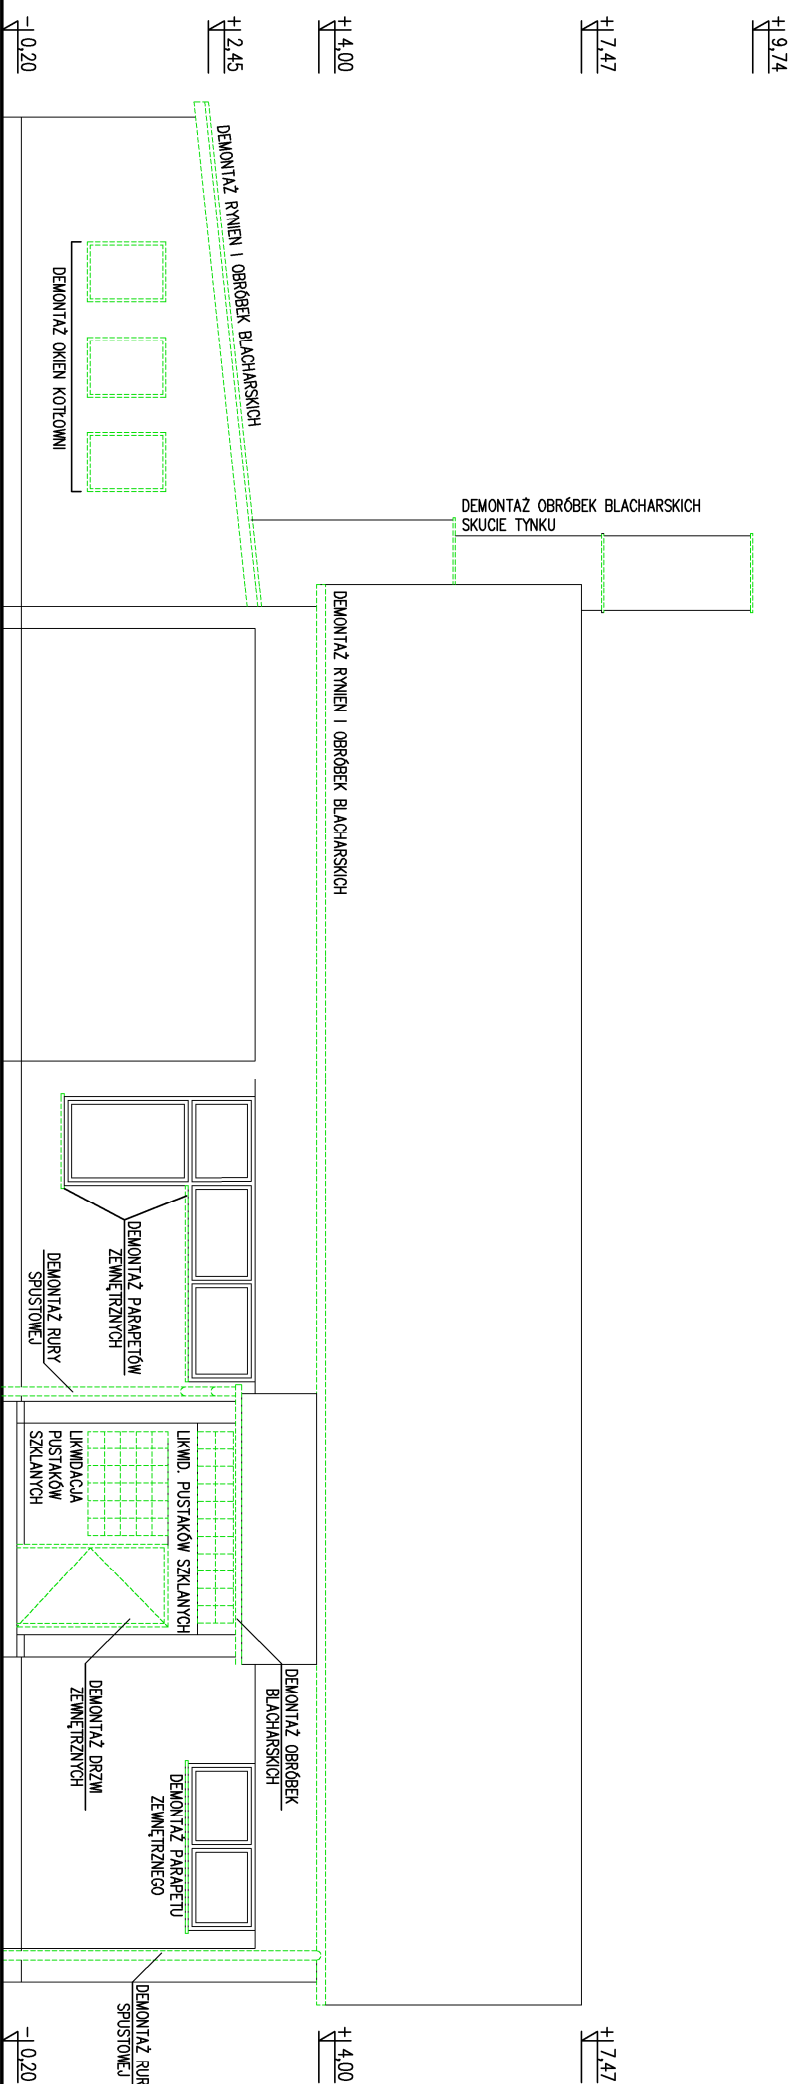 + 9,74
+ 7,47
+ 4,00
+ 2,45
- 0,20
DEMONTAŻ RYNIEN I OBRÓBEK BLACHARSKICH
DEMONTAŻ OKIEN KOTŁOWNI
DEMONTAŻ OBRÓBEK BLACHARSKICH
SKUCIE TYNKU
DEMONTAŻ RYNIEN I OBRÓBEK BLACHARSKICH
DEMONTAŻ PARAPETÓW
ZEWNĘTRZNYCH
DEMONTAŻ RURY
SPUSTOWEJ
LIKWID. PUSTAKÓW SZKLANYCH
LIKWIDACJA
PUSTAKÓW
SZKLANYCH
DEMONTAŻ OBRÓBEK
BLACHARSKICH
DEMONTAŻ DRZWI
ZEWNĘTRZNYCH
DEMONTAŻ PARAPETU
ZEWNĘTRZNEGO
DEMONTAŻ RUR
SPUSTOWEJ
+ 7,47
+ 4,00
- 0,20